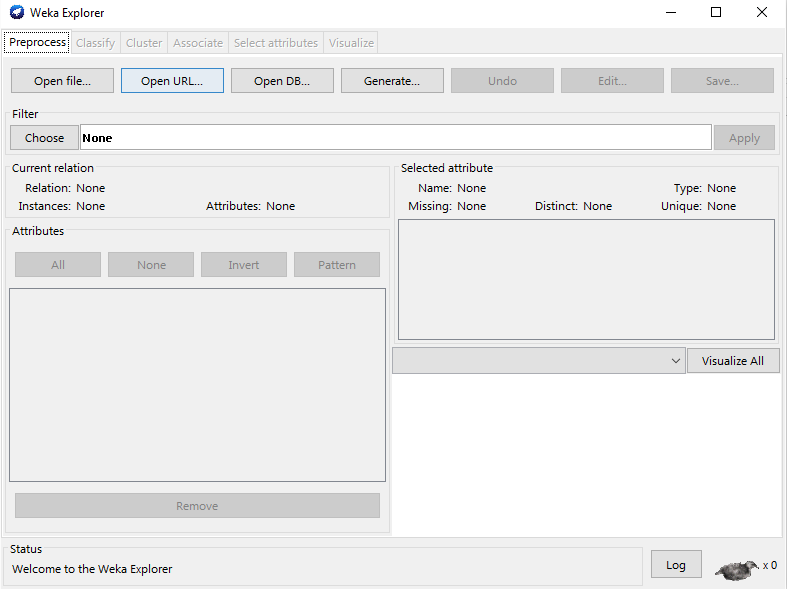 Weka Explorer
Preprocess Classify Cluster Associate Select attributes Visualize
Open file... Open URL... Open DB... Generate... Undo Edit... Save...
Filter
Choose None Apply
Current relation
Relation: None
Instances: None Attributes: None
Selected attribute
Name: None Type: None
Missing: None Distinct: None Unique: None
Attributes
All None Invert Pattern
Visualize All
Remove
Status
Welcome to the Weka Explorer
Log x 0